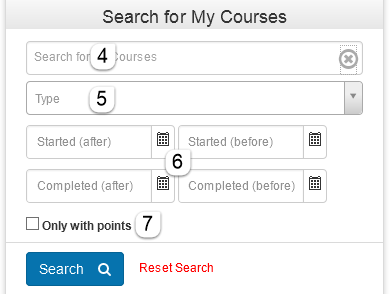 Search for My Courses
Search for 4 Courses
Type 5
Started (after) Started (before)
6
Completed (after) Completed (before)
Only with points 7
Search Reset Search